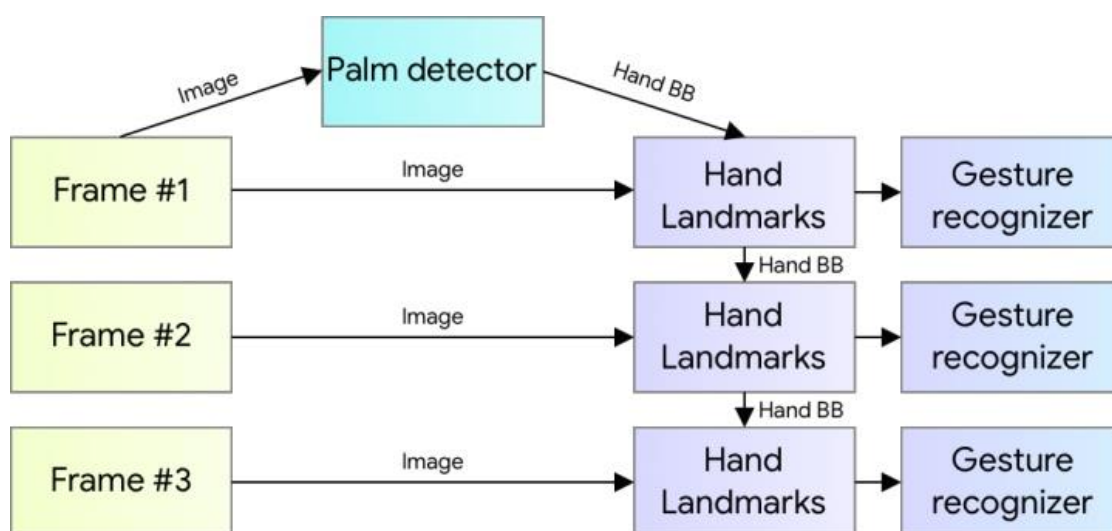 Palm detector
Image
Hand BB
Frame #1
Image
Hand
Landmarks
Gesture
recognizer
Hand BB
Frame #2
Image
Hand
Landmarks
Gesture
recognizer
Hand BB
Frame #3
Image
Hand
Landmarks
Gesture
recognizer